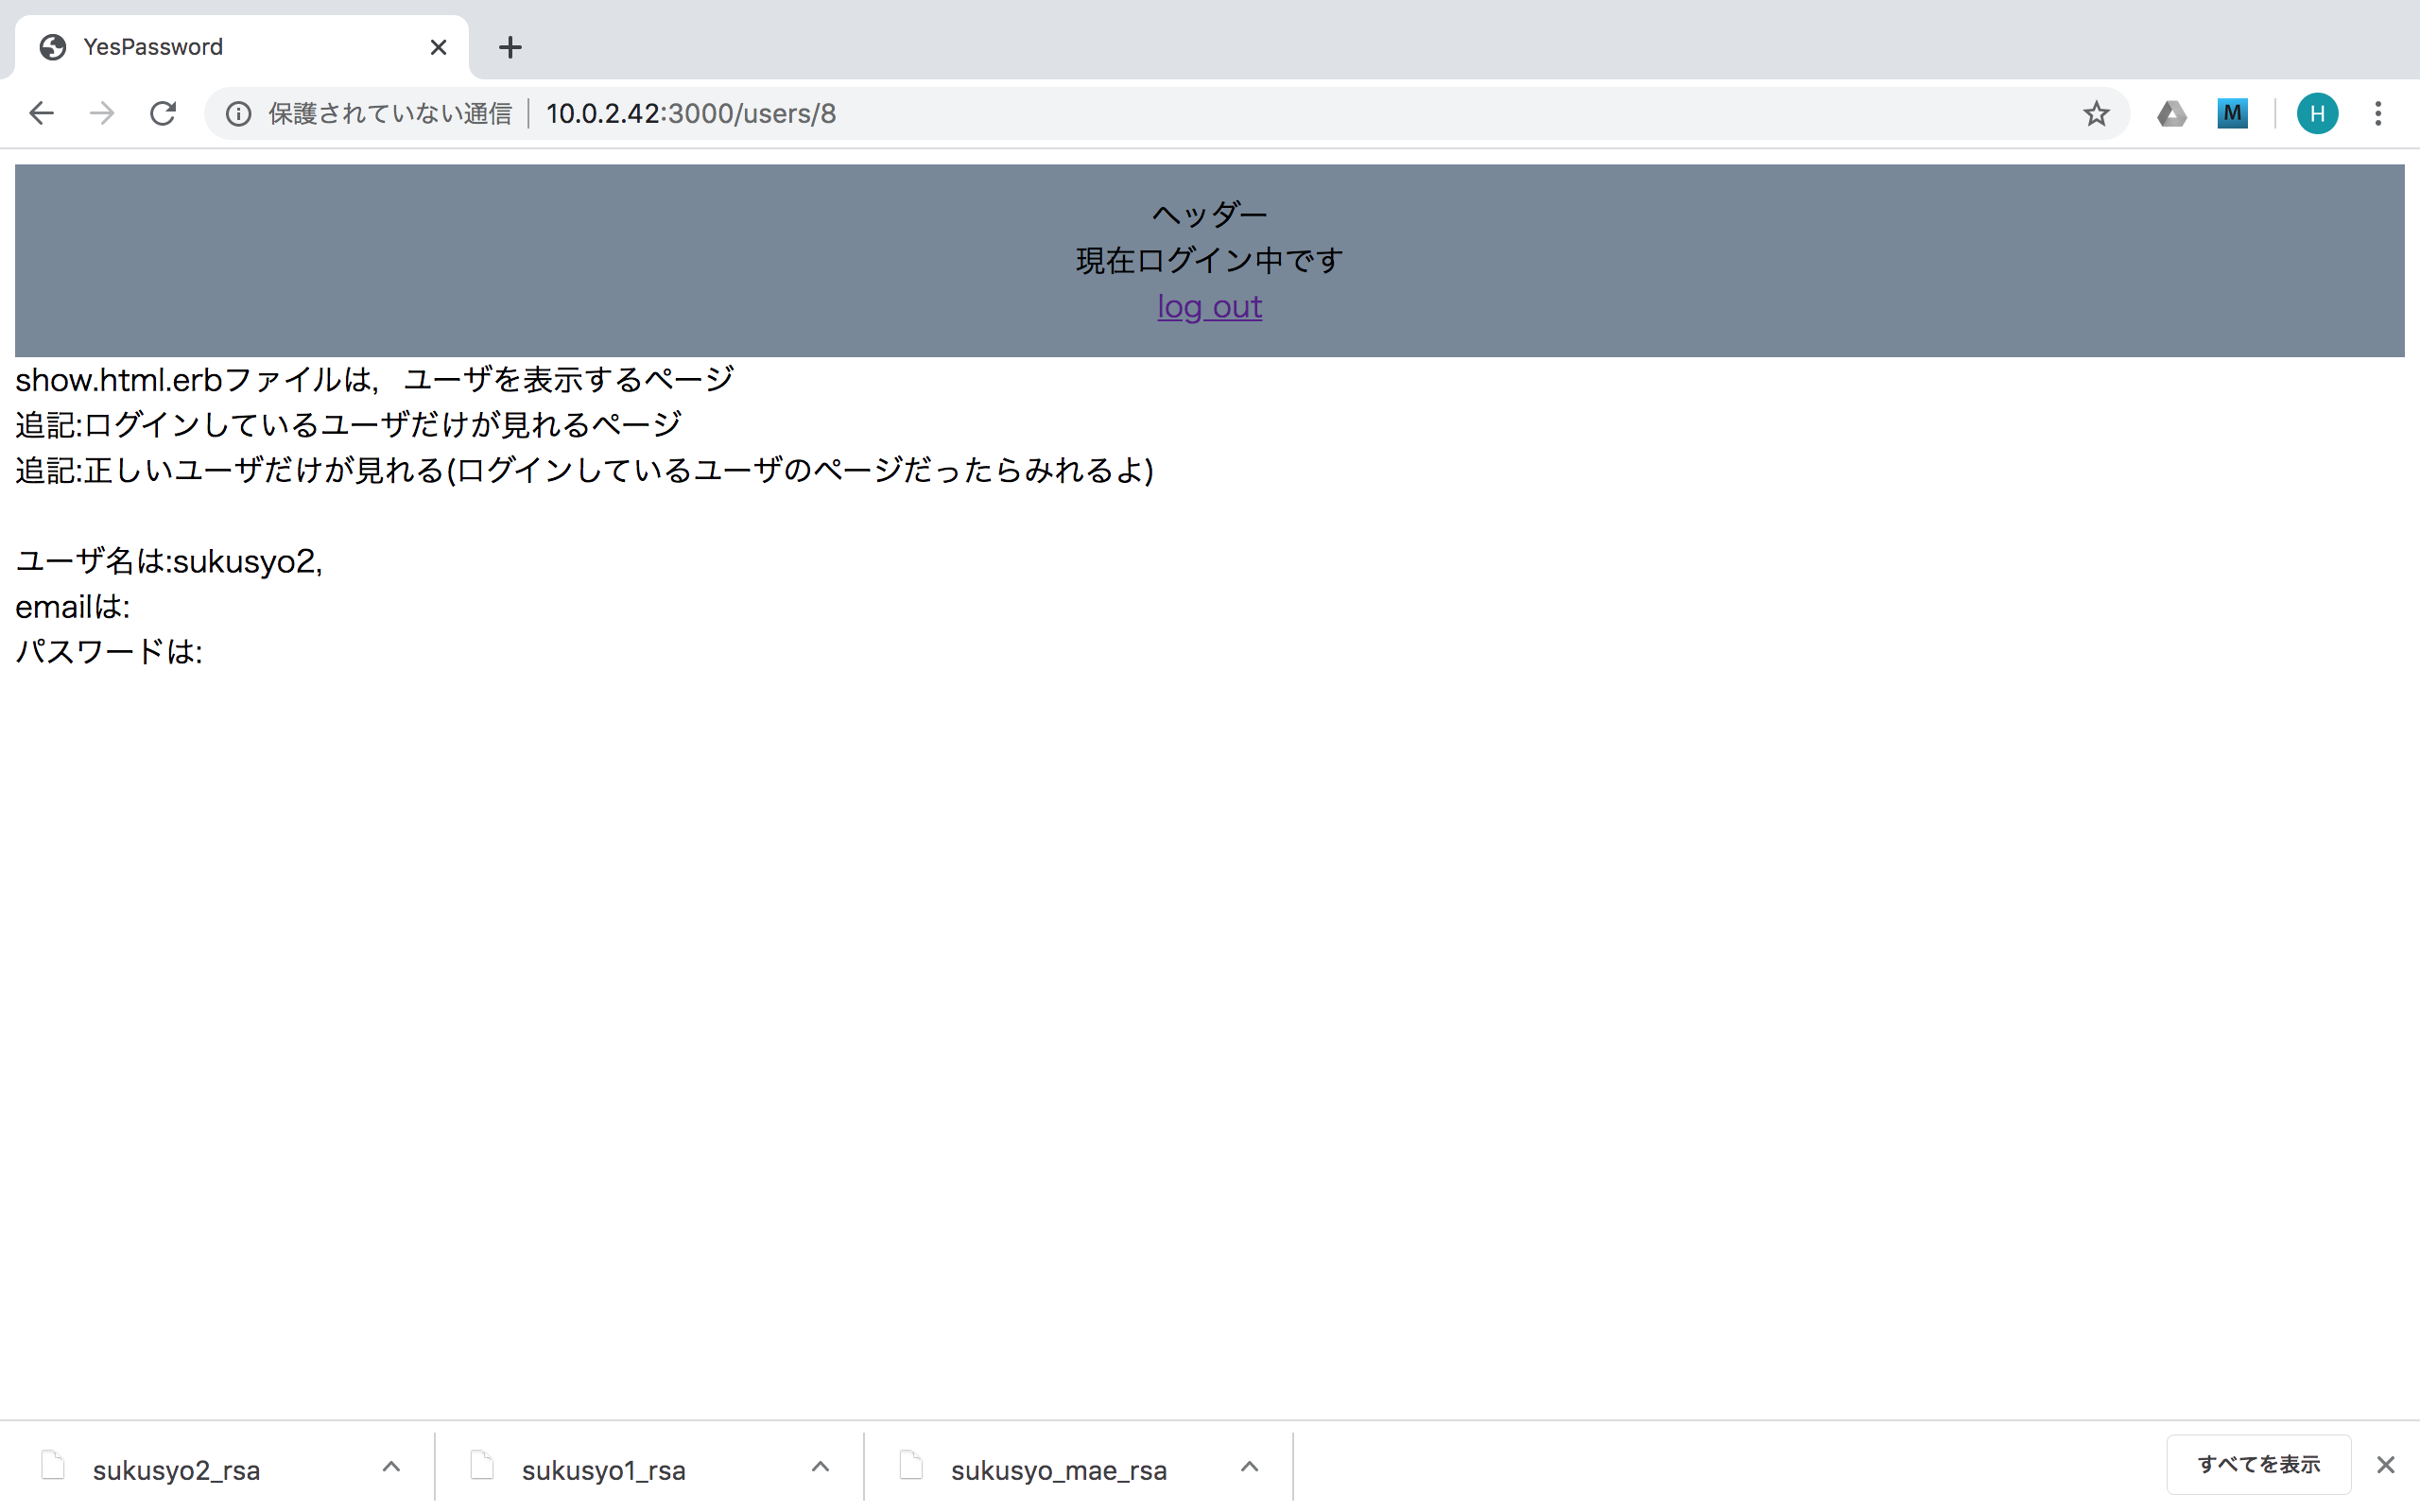 YesPassword
保護されていない通信 10.0.2.42:3000/users/8
M
H
ヘッダー
現在ログイン中です
log out
show.html.erbファイルは，ユーザを表示するページ
追記:ログインしているユーザだけが見れるページ
追記:正しいユーザだけが見れる(ログインしているユーザのページだったらみれるよ)
ユーザ名は:sukusyo2,
emailは:
パスワードは:
sukusyo2_rsa
sukusyo1_rsa
sukusyo_mae_rsa
すべてを表示